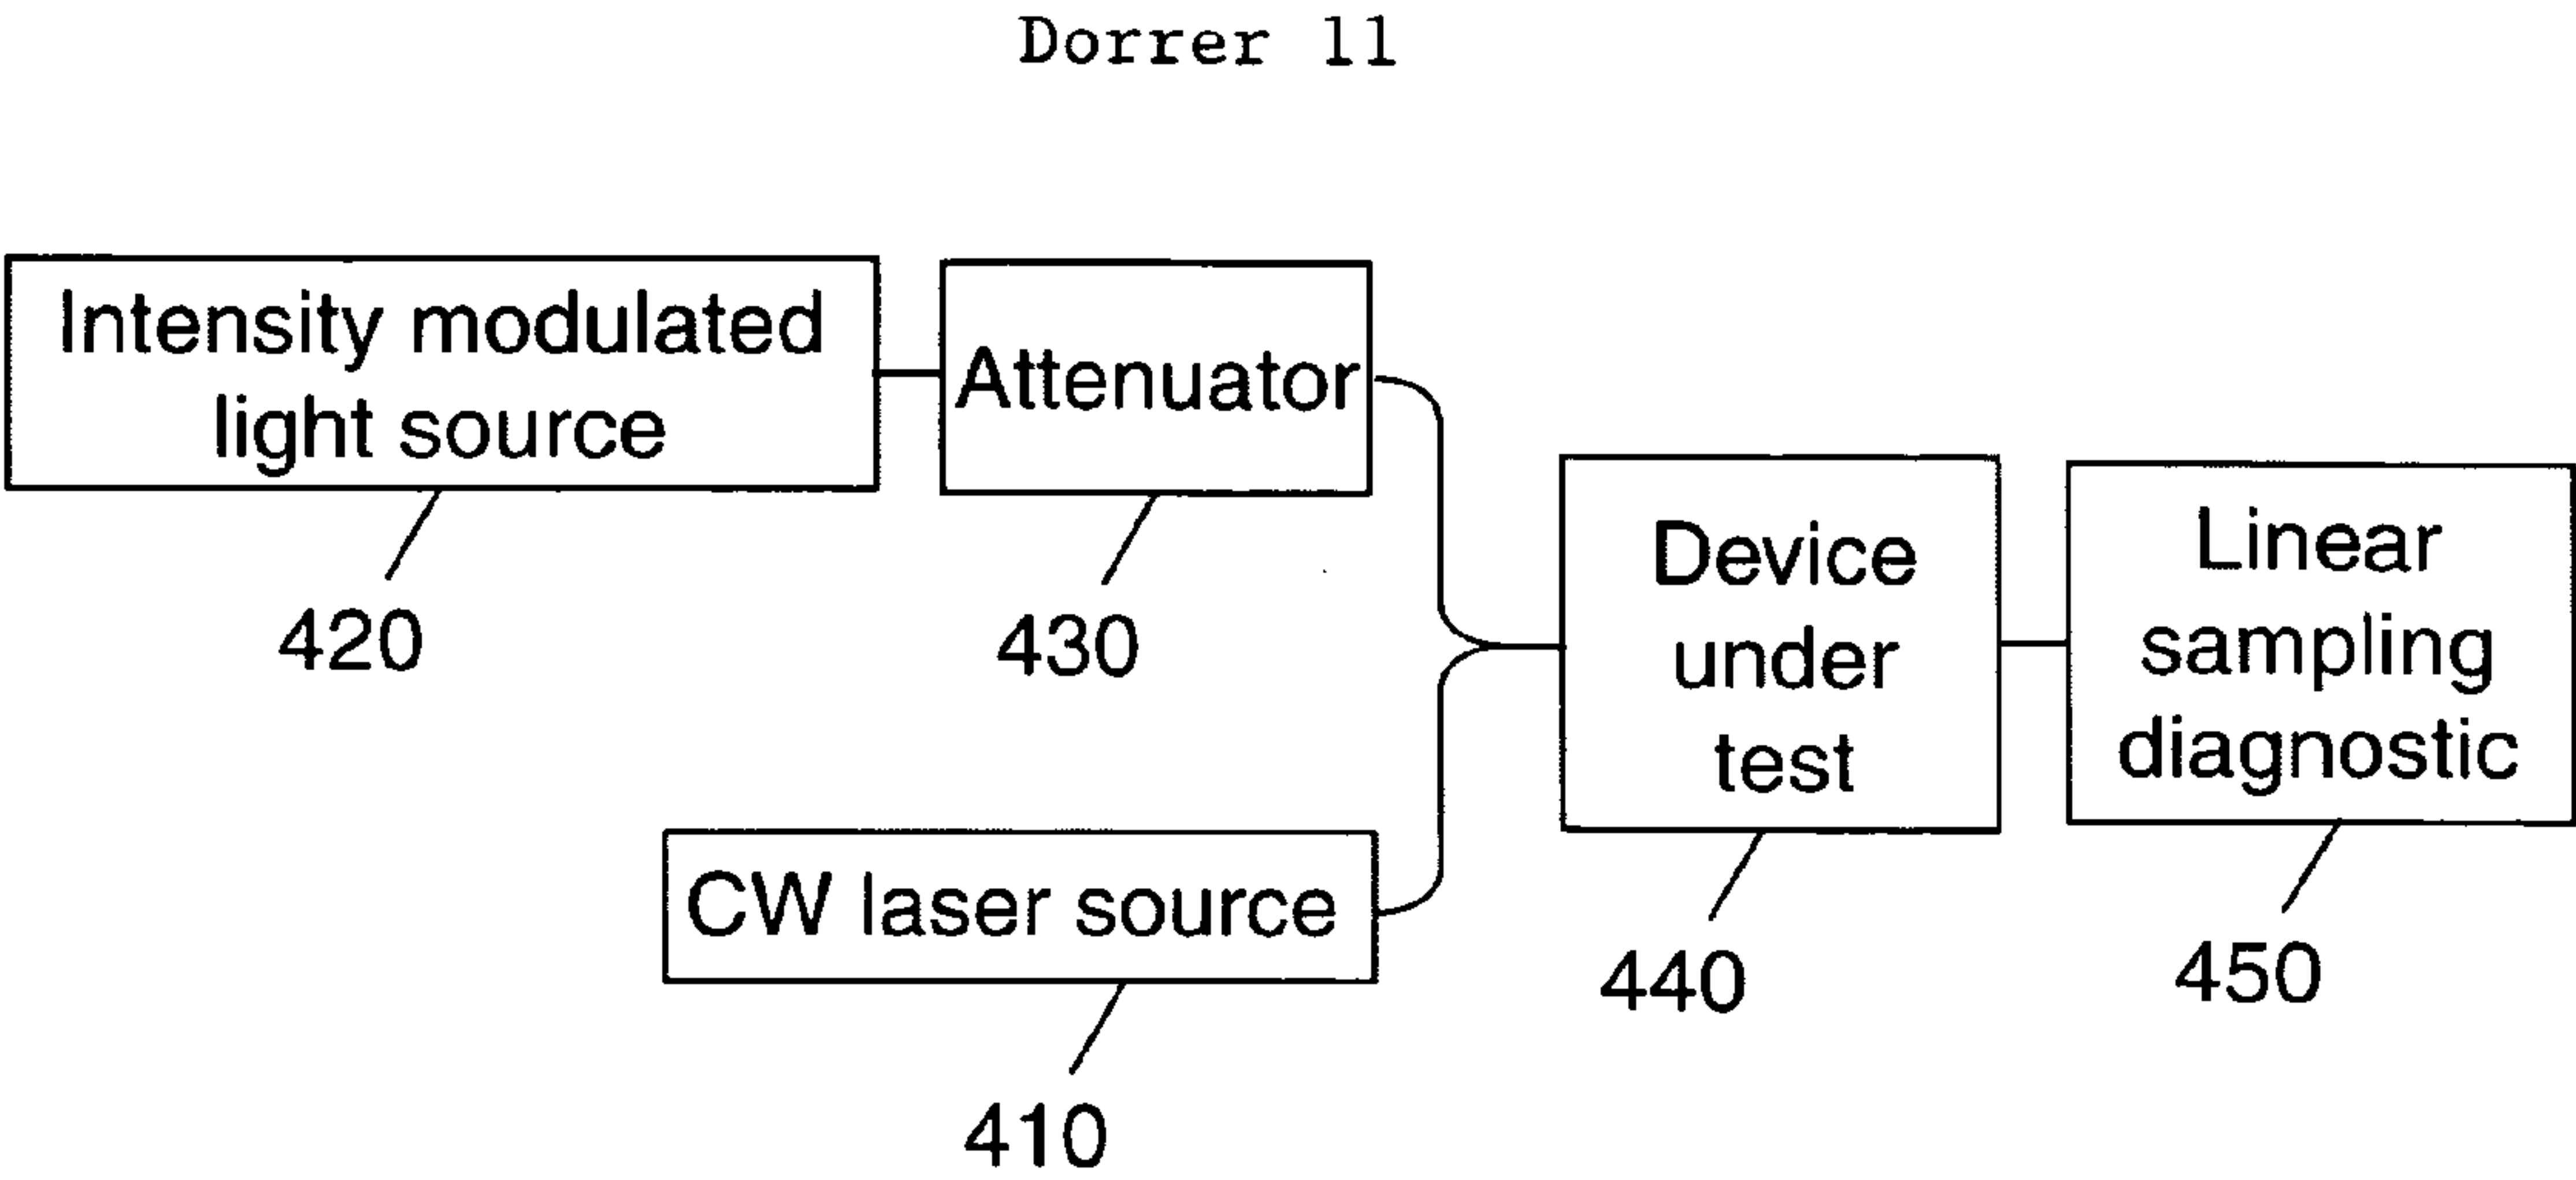 Dorrer 11
Intensity modulated
light source
Attenuator
420
430
Device
under
test
Linear
sampling
diagnostic
CW laser source
440
450
410